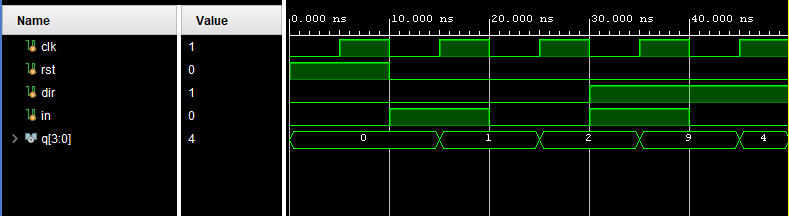 Name Value 0.000 ns 10.000 ns 20.000 ns 30.000 ns 40.000 ns
clk 1
rst 0
dir 1
in 0
q[3:0] 4 0 1 2 9 4